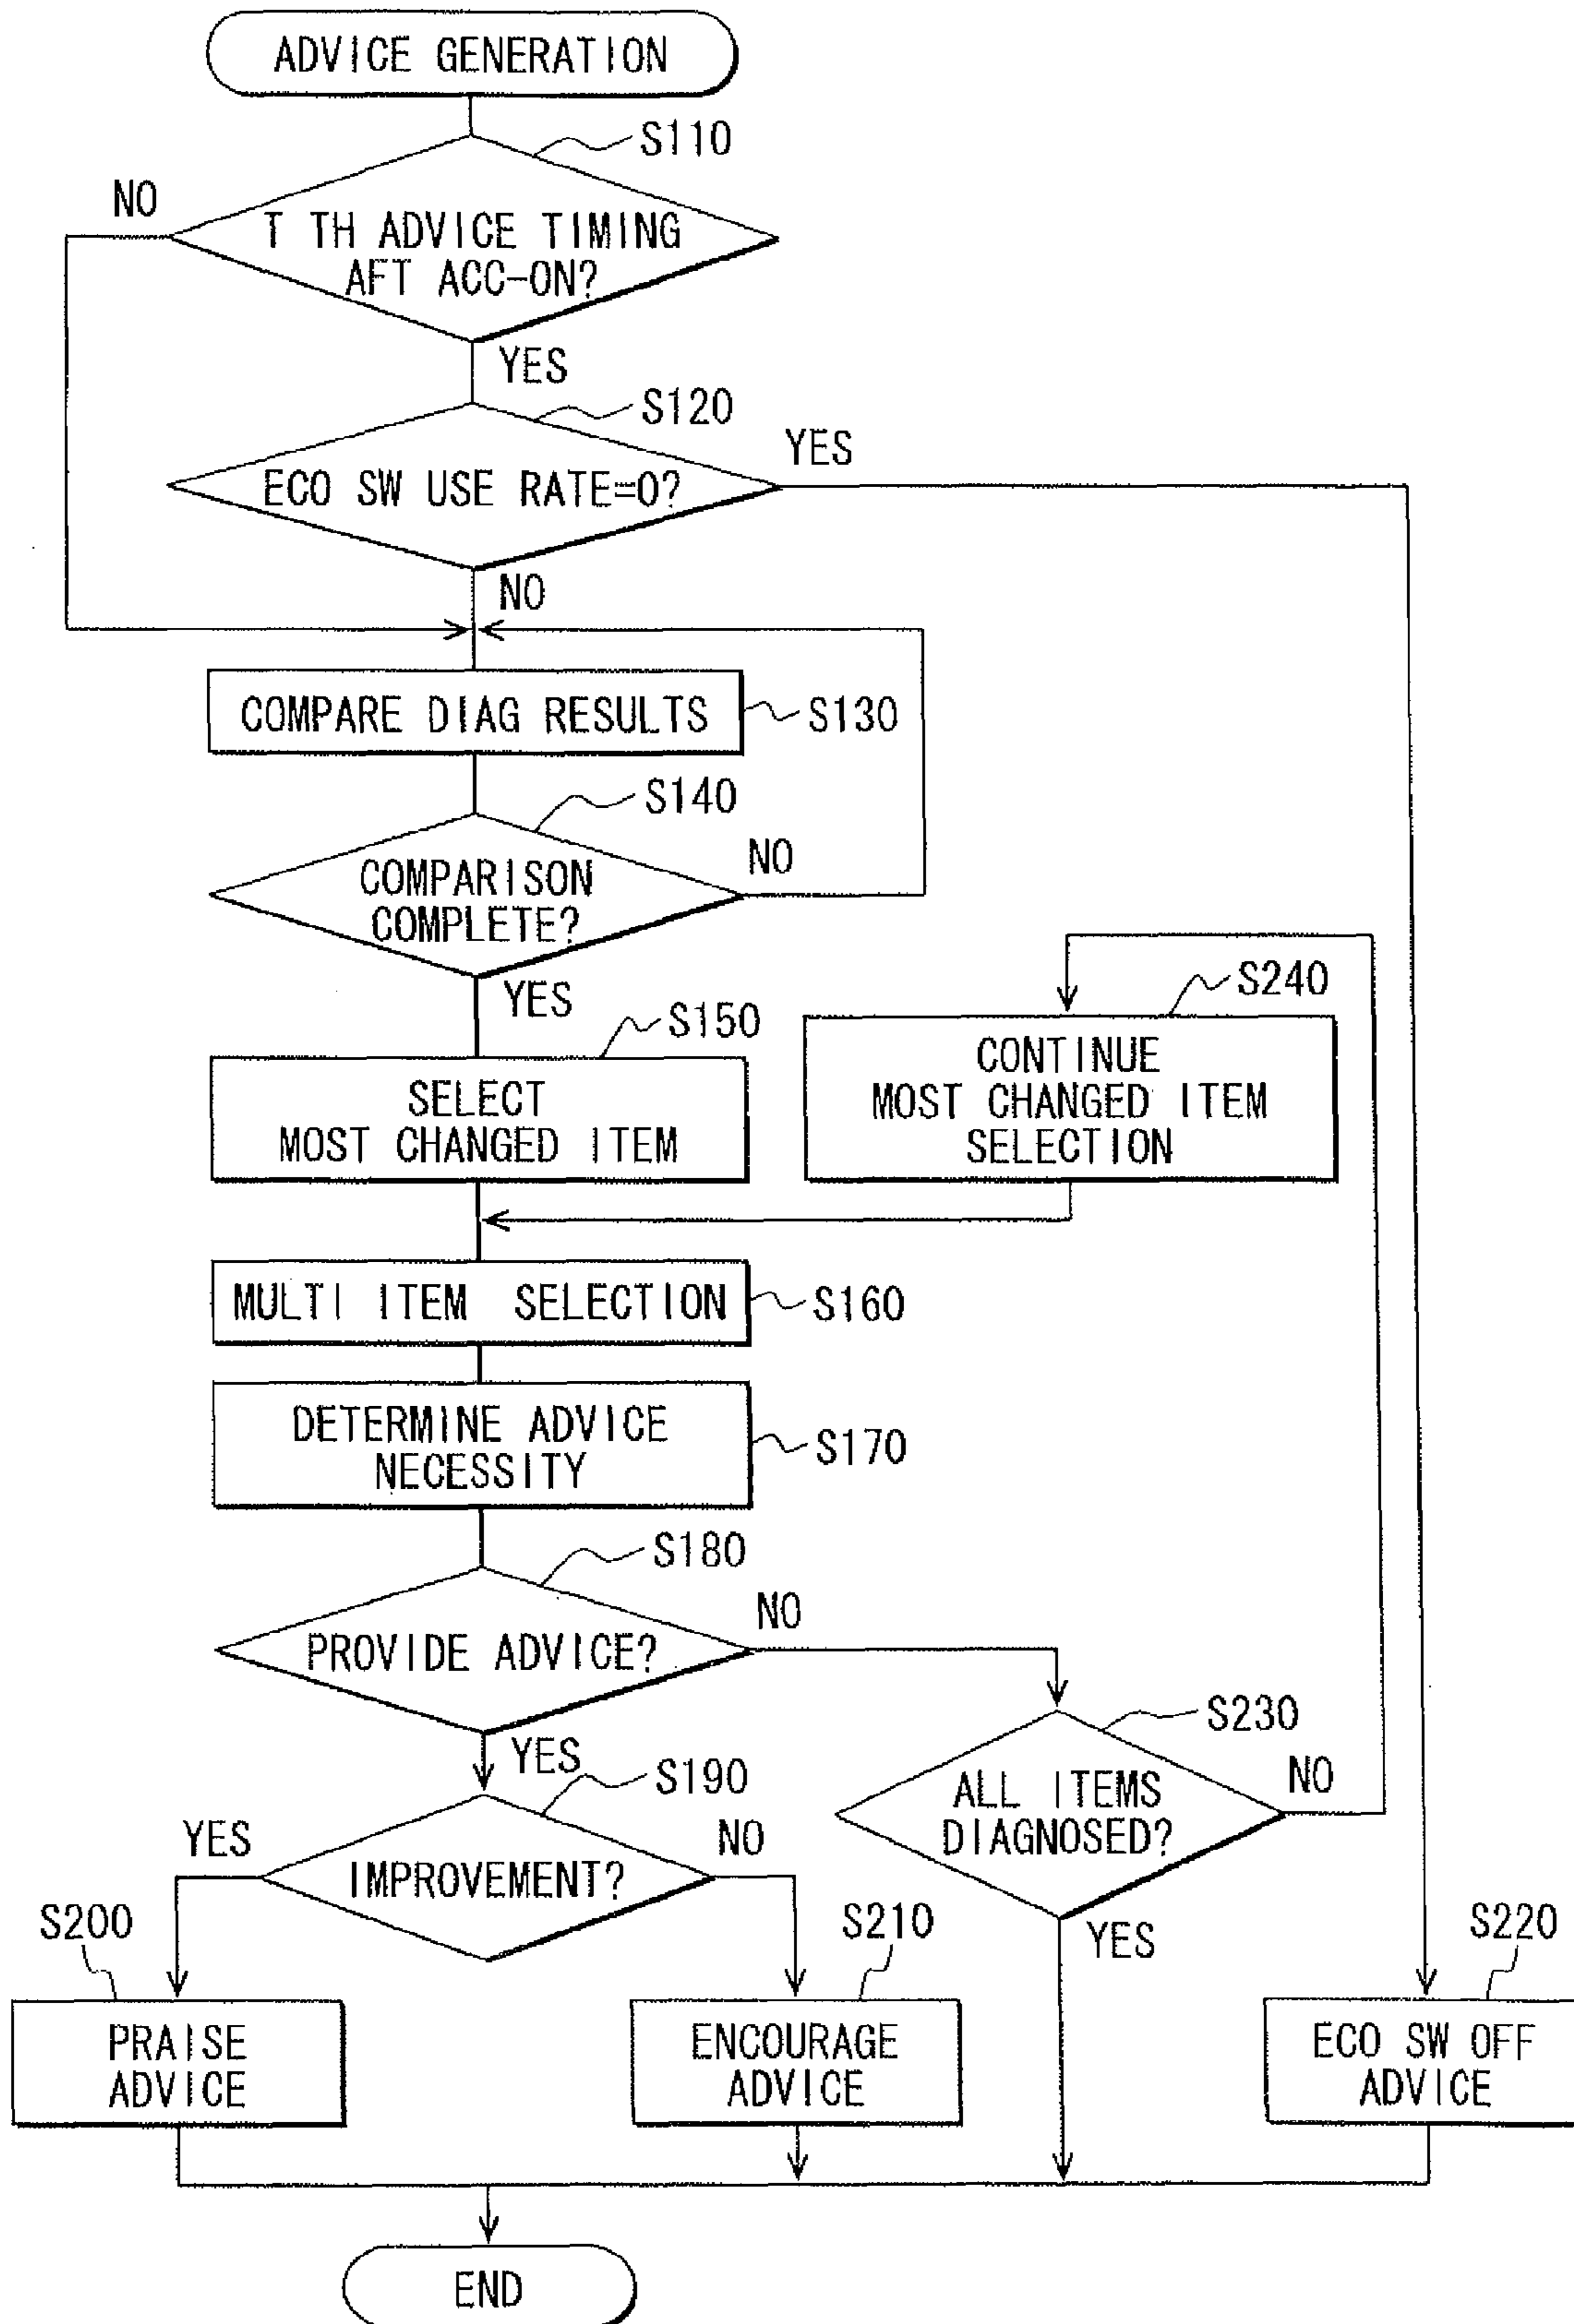 ADVICE GENERATION
S110
NO
T TH ADVICE TIMING
AFT ACC-ON?
YES
S120
YES
ECO SW USE RATE=0?
NO
COMPARE DIAG RESULTS
S130
S140
NO
COMPARISON
COMPLETE?
YES
S150
SELECT
MOST CHANGED ITEM
S240
CONTINUE
MOST CHANGED ITEM
SELECTION
MULTI ITEM SELECTION
S160
DETERMINE ADVICE
NECESSITY
S170
S180
NO
PROVIDE ADVICE?
YES
S230
ALL ITEMS
DIAGNOSED?
NO
YES
S190
YES
NO
IMPROVEMENT?
S200
PRAISE
ADVICE
S210
ENCOURAGE
ADVICE
S220
ECO SW OFF
ADVICE
END